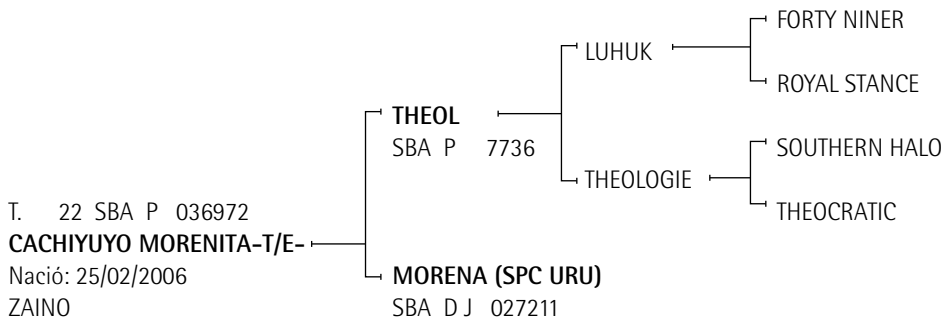 FORTY NINER
LUHUK
ROYAL STANCE
THEOL
SBA P 7736
SOUTHERN HALO
THEOLOGIE
THEOCRATIC
T. 22 SBA P 036972
CACHIYUYO MORENITA-T/E-
Nació: 25/02/2006
ZAINO
MORENA (SPC URU)
SBA D J 027211